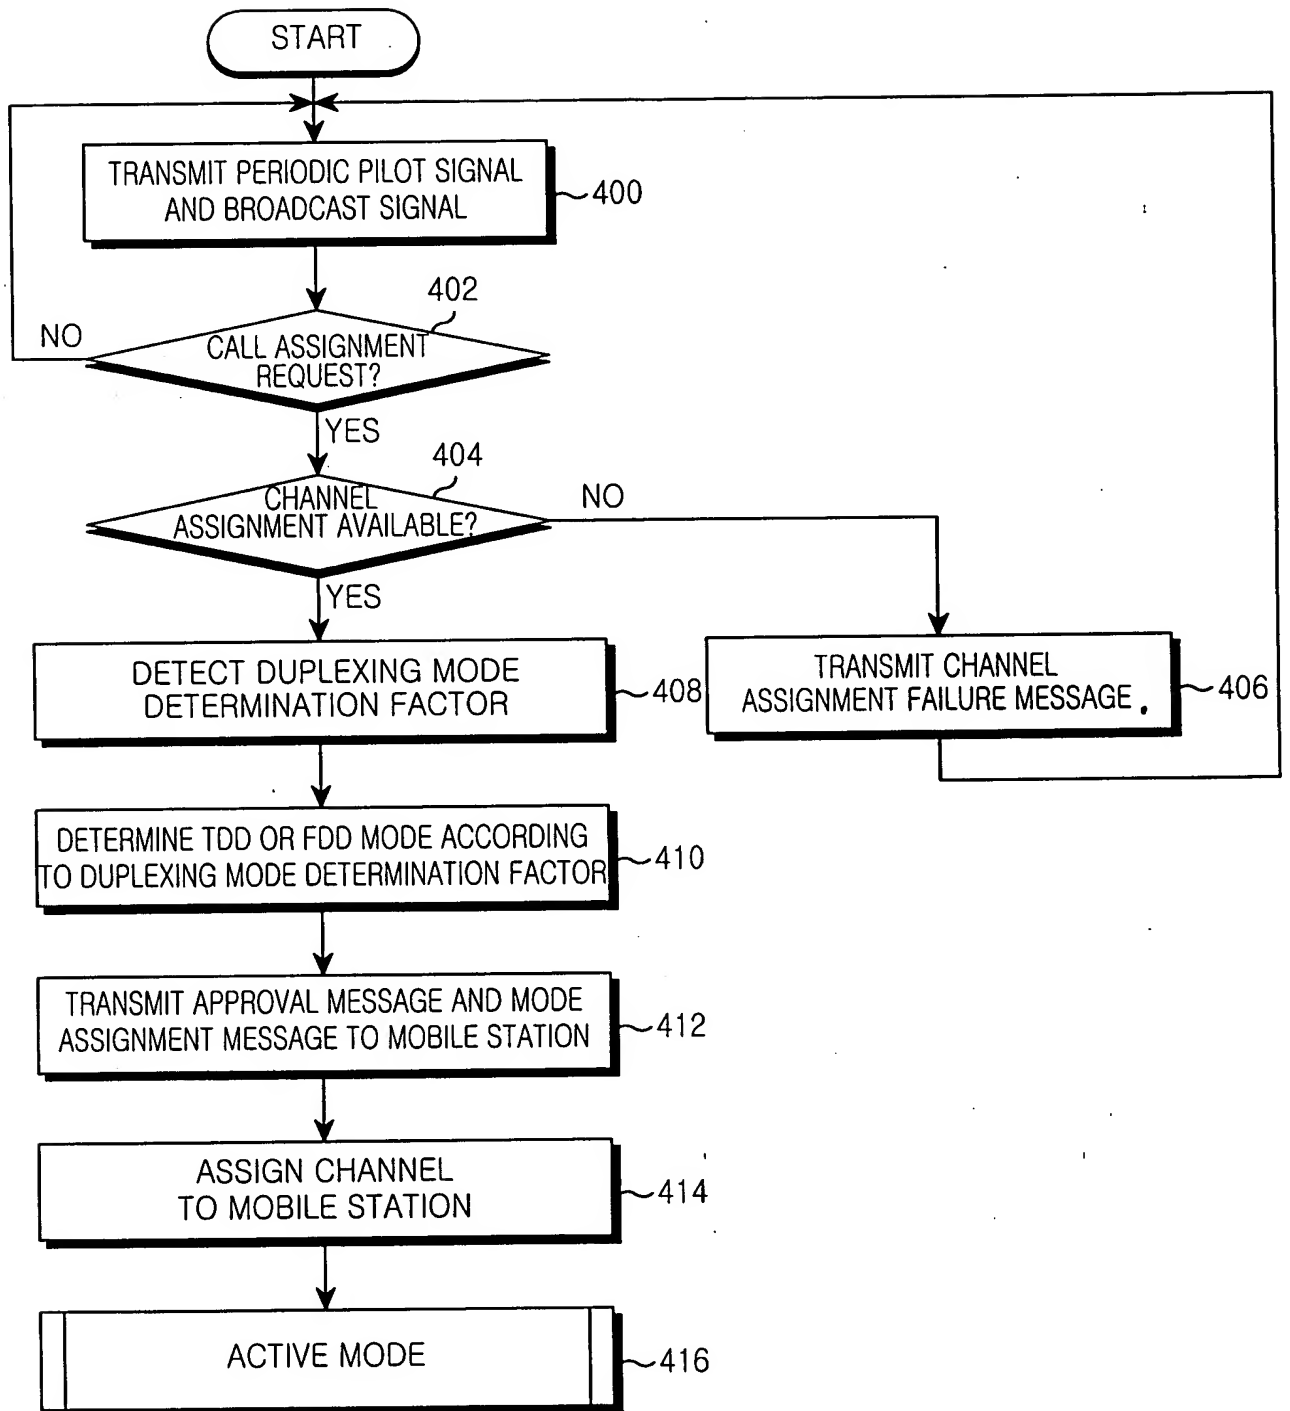 START
TRANSMIT PERIODIC PILOT SIGNAL
AND BROADCAST SIGNAL
400
402
NO
CALL ASSIGNMENT
REQUEST?
YES
404
CHANNEL
ASSIGNMENT AVAILABLE?
NO
YES
DETECT DUPLEXING MODE
DETERMINATION FACTOR
408
TRANSMIT CHANNEL
ASSIGNMENT FAILURE MESSAGE.
406
DETERMINE TDD OR FDD MODE ACCORDING
TO DUPLEXING MODE DETERMINATION FACTOR
410
TRANSMIT APPROVAL MESSAGE AND MODE
ASSIGNMENT MESSAGE TO MOBILE STATION
412
ASSIGN CHANNEL
TO MOBILE STATION
414
ACTIVE MODE
416